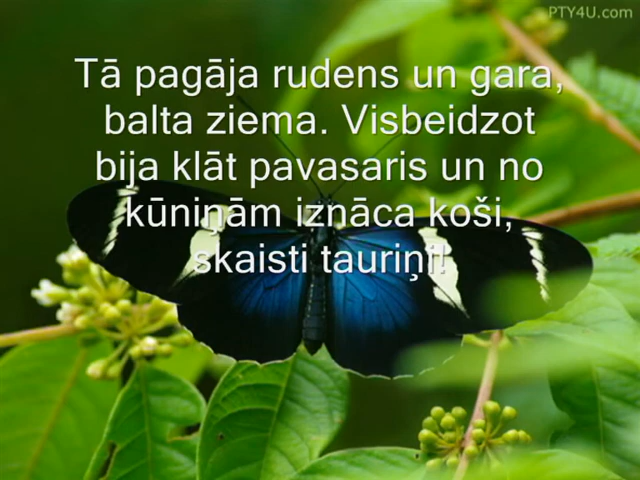 PTY4U.com
Tā pagāja rudens un gara,
balta ziema. Visbeidzot
bija klāt pavasaris un no
kūniņām iznāca koši,
skaisti tauriņi!